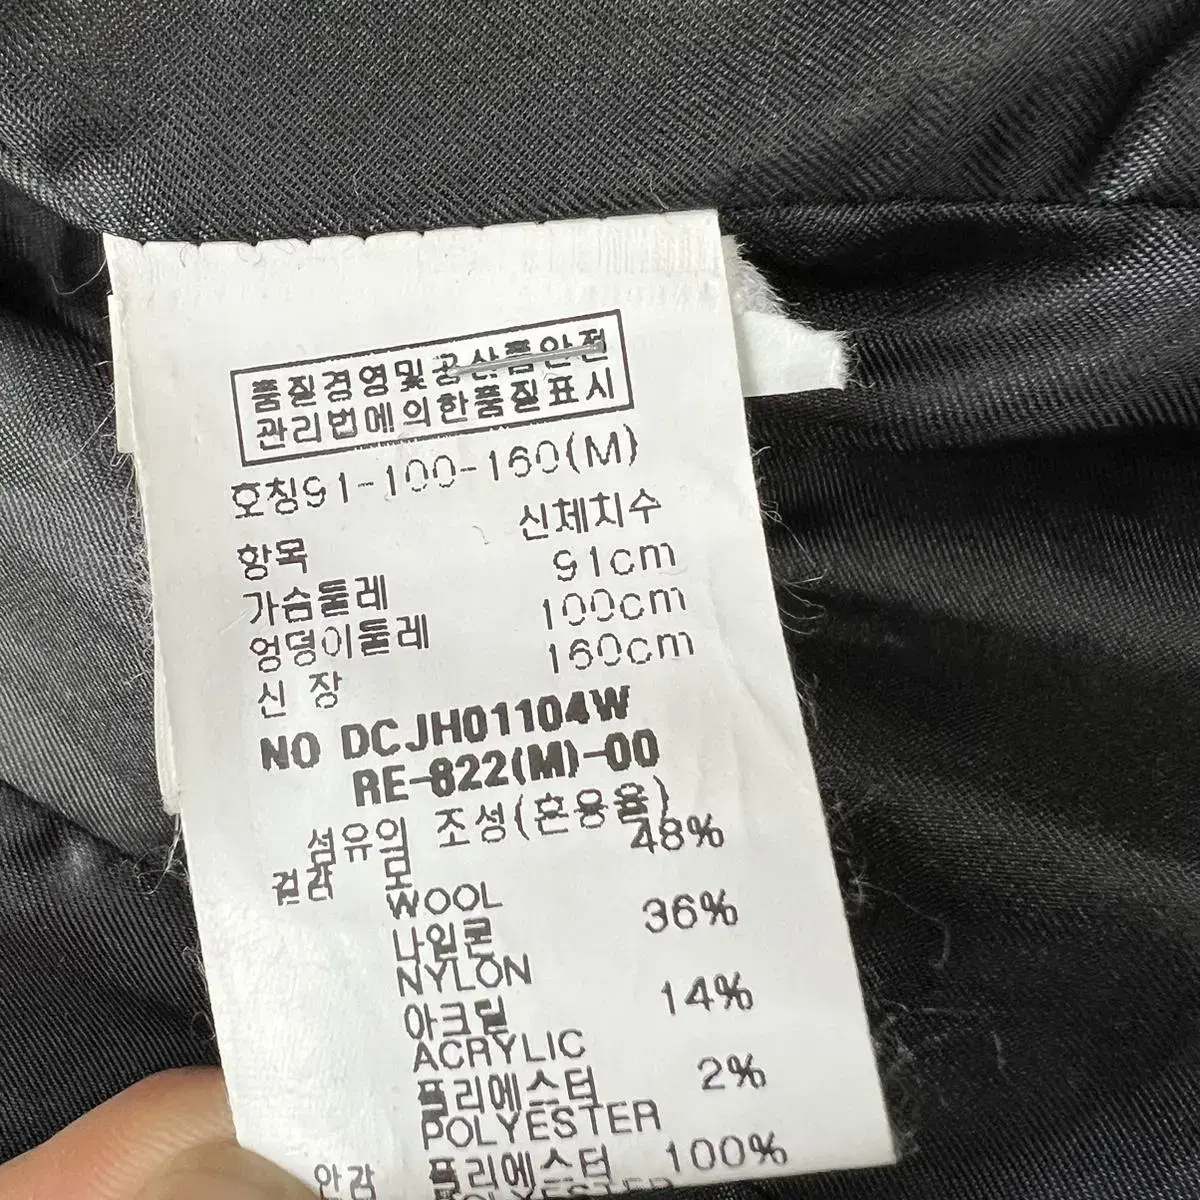 품질경영및공산품안전
관리법에의한품질표시
호칭91-100-160(M)
항목 신체치수
가슴둘레 91cm
엉덩이둘레 100cm
신 장 160cm
NO DCJH01104W
RE-822(M)-00
섬유의 조성(혼용율)
겉감 모 48%
WOOL
나일론 36%
NYLON
아크릴 14%
ACRYLIC
폴리에스터 2%
POLYESTER
안감 폴리에스터 100%
POLYESTER